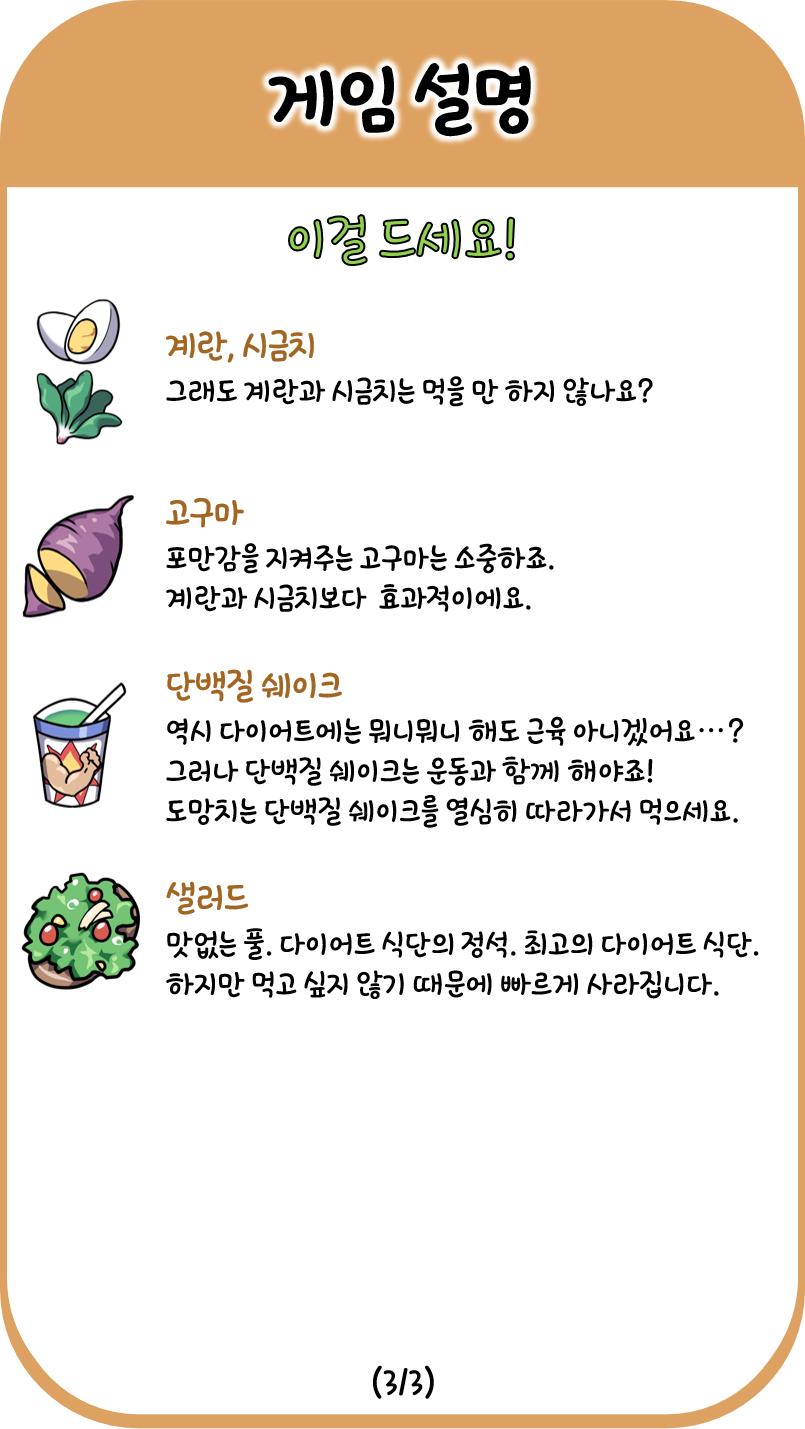 게임 설명
이걸 드세요!
계란, 시금치
그래도 계란과 시금치는 먹을 만 하지 않나요?
고구마
포만감을 지켜주는 고구마는 소중하죠.
계란과 시금치보다 효과적이에요.
단백질 쉐이크
역시 다이어트에는 뭐니뭐니 해도 근육 아니겠어요…?
그러나 단백질 쉐이크는 운동과 함께 해야죠!
도망치는 단백질 쉐이크를 열심히 따라가서 먹으세요.
샐러드
맛없는 풀. 다이어트 식단의 정석. 최고의 다이어트 식단.
하지만 먹고 싶지 않기 때문에 빠르게 사라집니다.
(3/3)